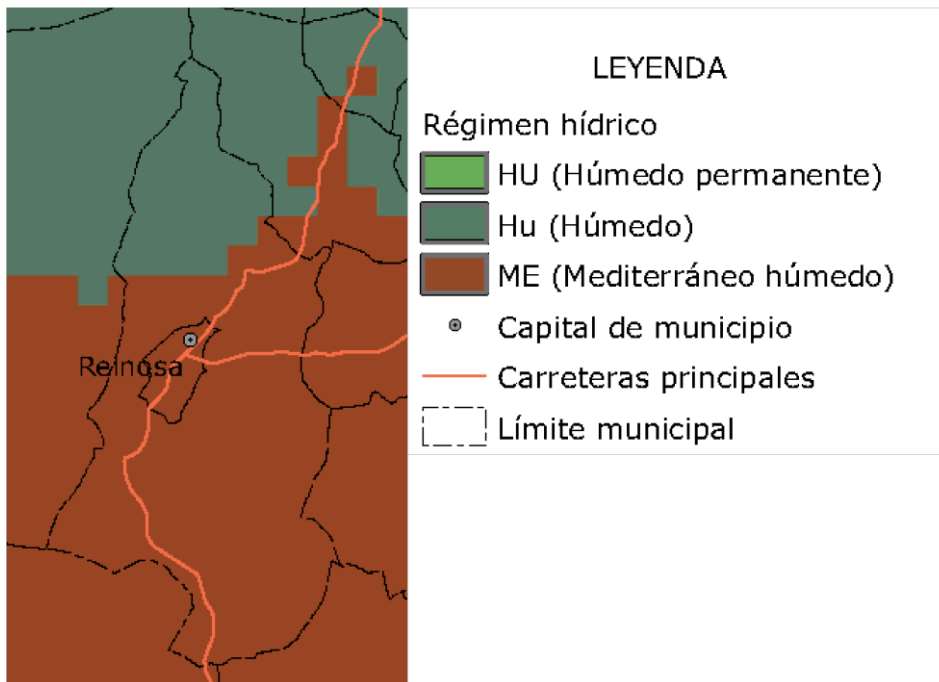 Reinosa
LEYENDA
Régimen hídrico
HU (Húmedo permanente)
Hu (Húmedo)
ME (Mediterráneo húmedo)
Capital de municipio
Carreteras principales
Límite municipal